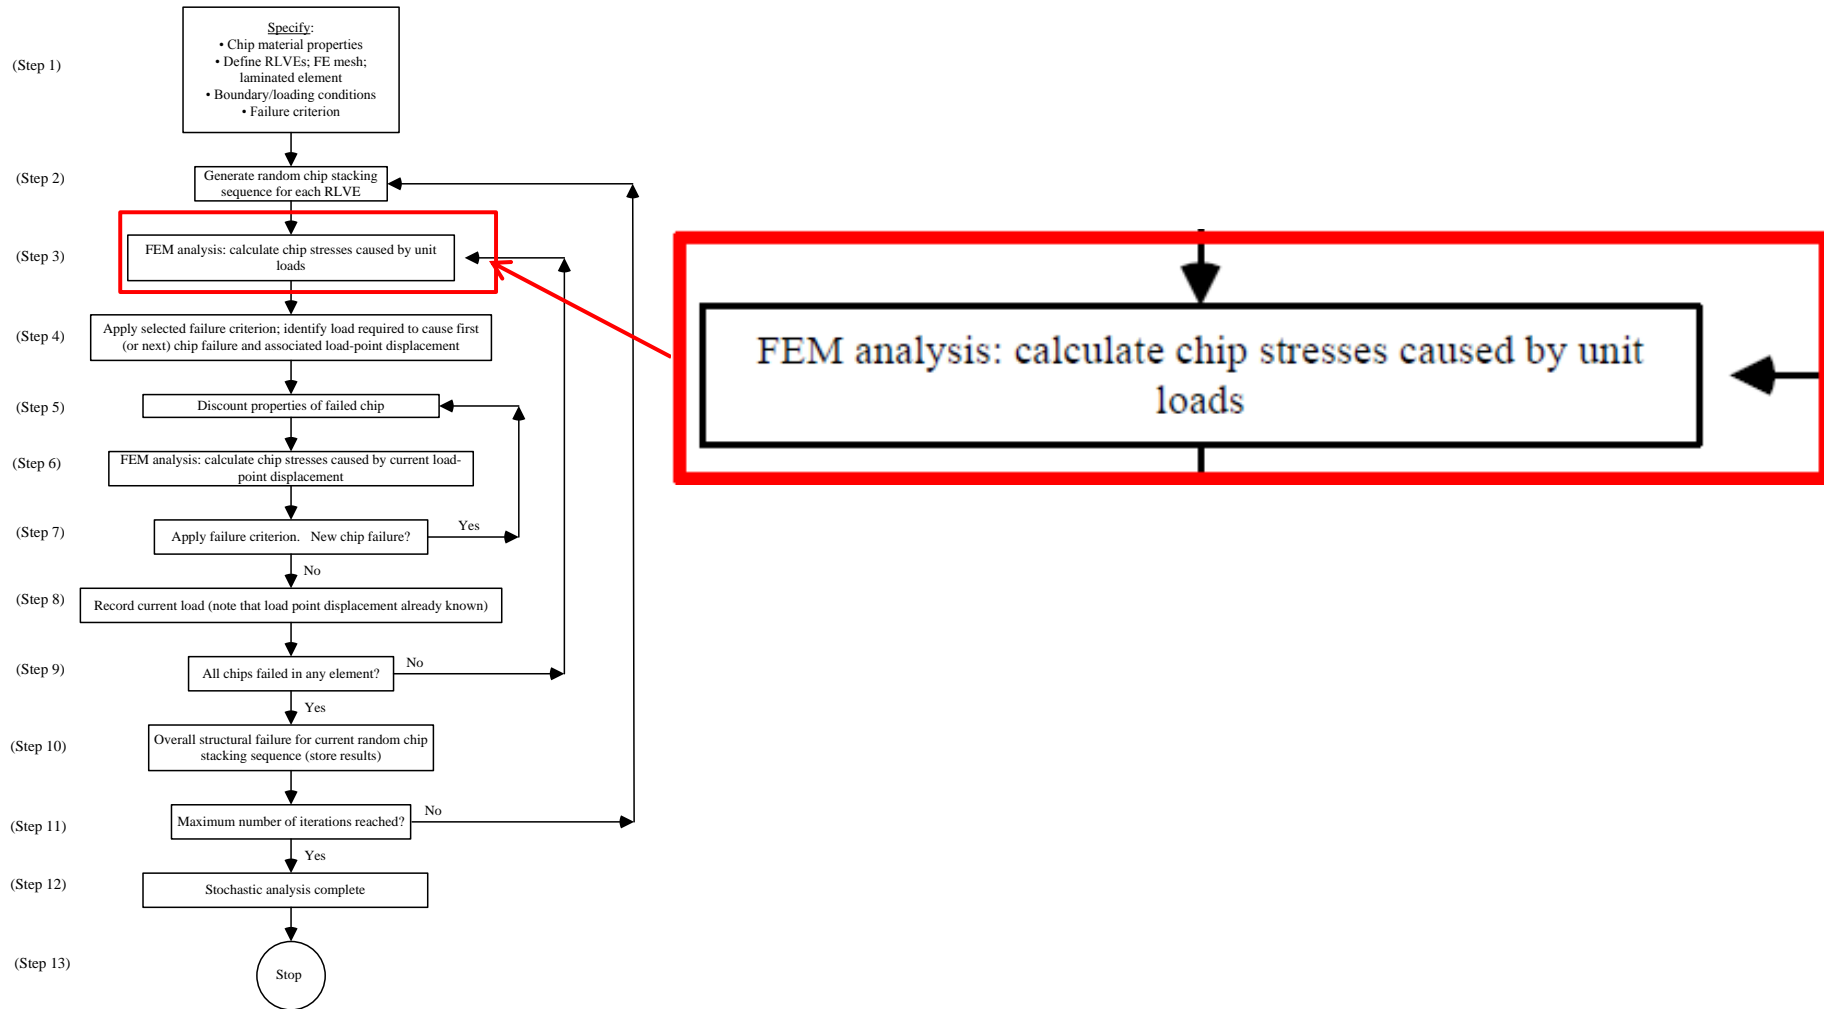 (Step 1)
Specify:
• Chip material properties
• Define RLVEs; FE mesh;
laminated element
• Boundary/loading conditions
• Failure criterion
(Step 2)
Generate random chip stacking
sequence for each RLVE
(Step 3)
FEM analysis: calculate chip stresses caused by unit
loads
FEM analysis: calculate chip stresses caused by unit
loads
(Step 4)
Apply selected failure criterion; identify load required to cause first
(or next) chip failure and associated load-point displacement
(Step 5)
Discount properties of failed chip
(Step 6)
FEM analysis: calculate chip stresses caused by current load-
point displacement
(Step 7)
Apply failure criterion. New chip failure?
Yes
No
(Step 8)
Record current load (note that load point displacement already known)
(Step 9)
All chips failed in any element?
No
Yes
(Step 10)
Overall structural failure for current random chip
stacking sequence (store results)
(Step 11)
Maximum number of iterations reached?
No
Yes
(Step 12)
Stochastic analysis complete
(Step 13)
Stop